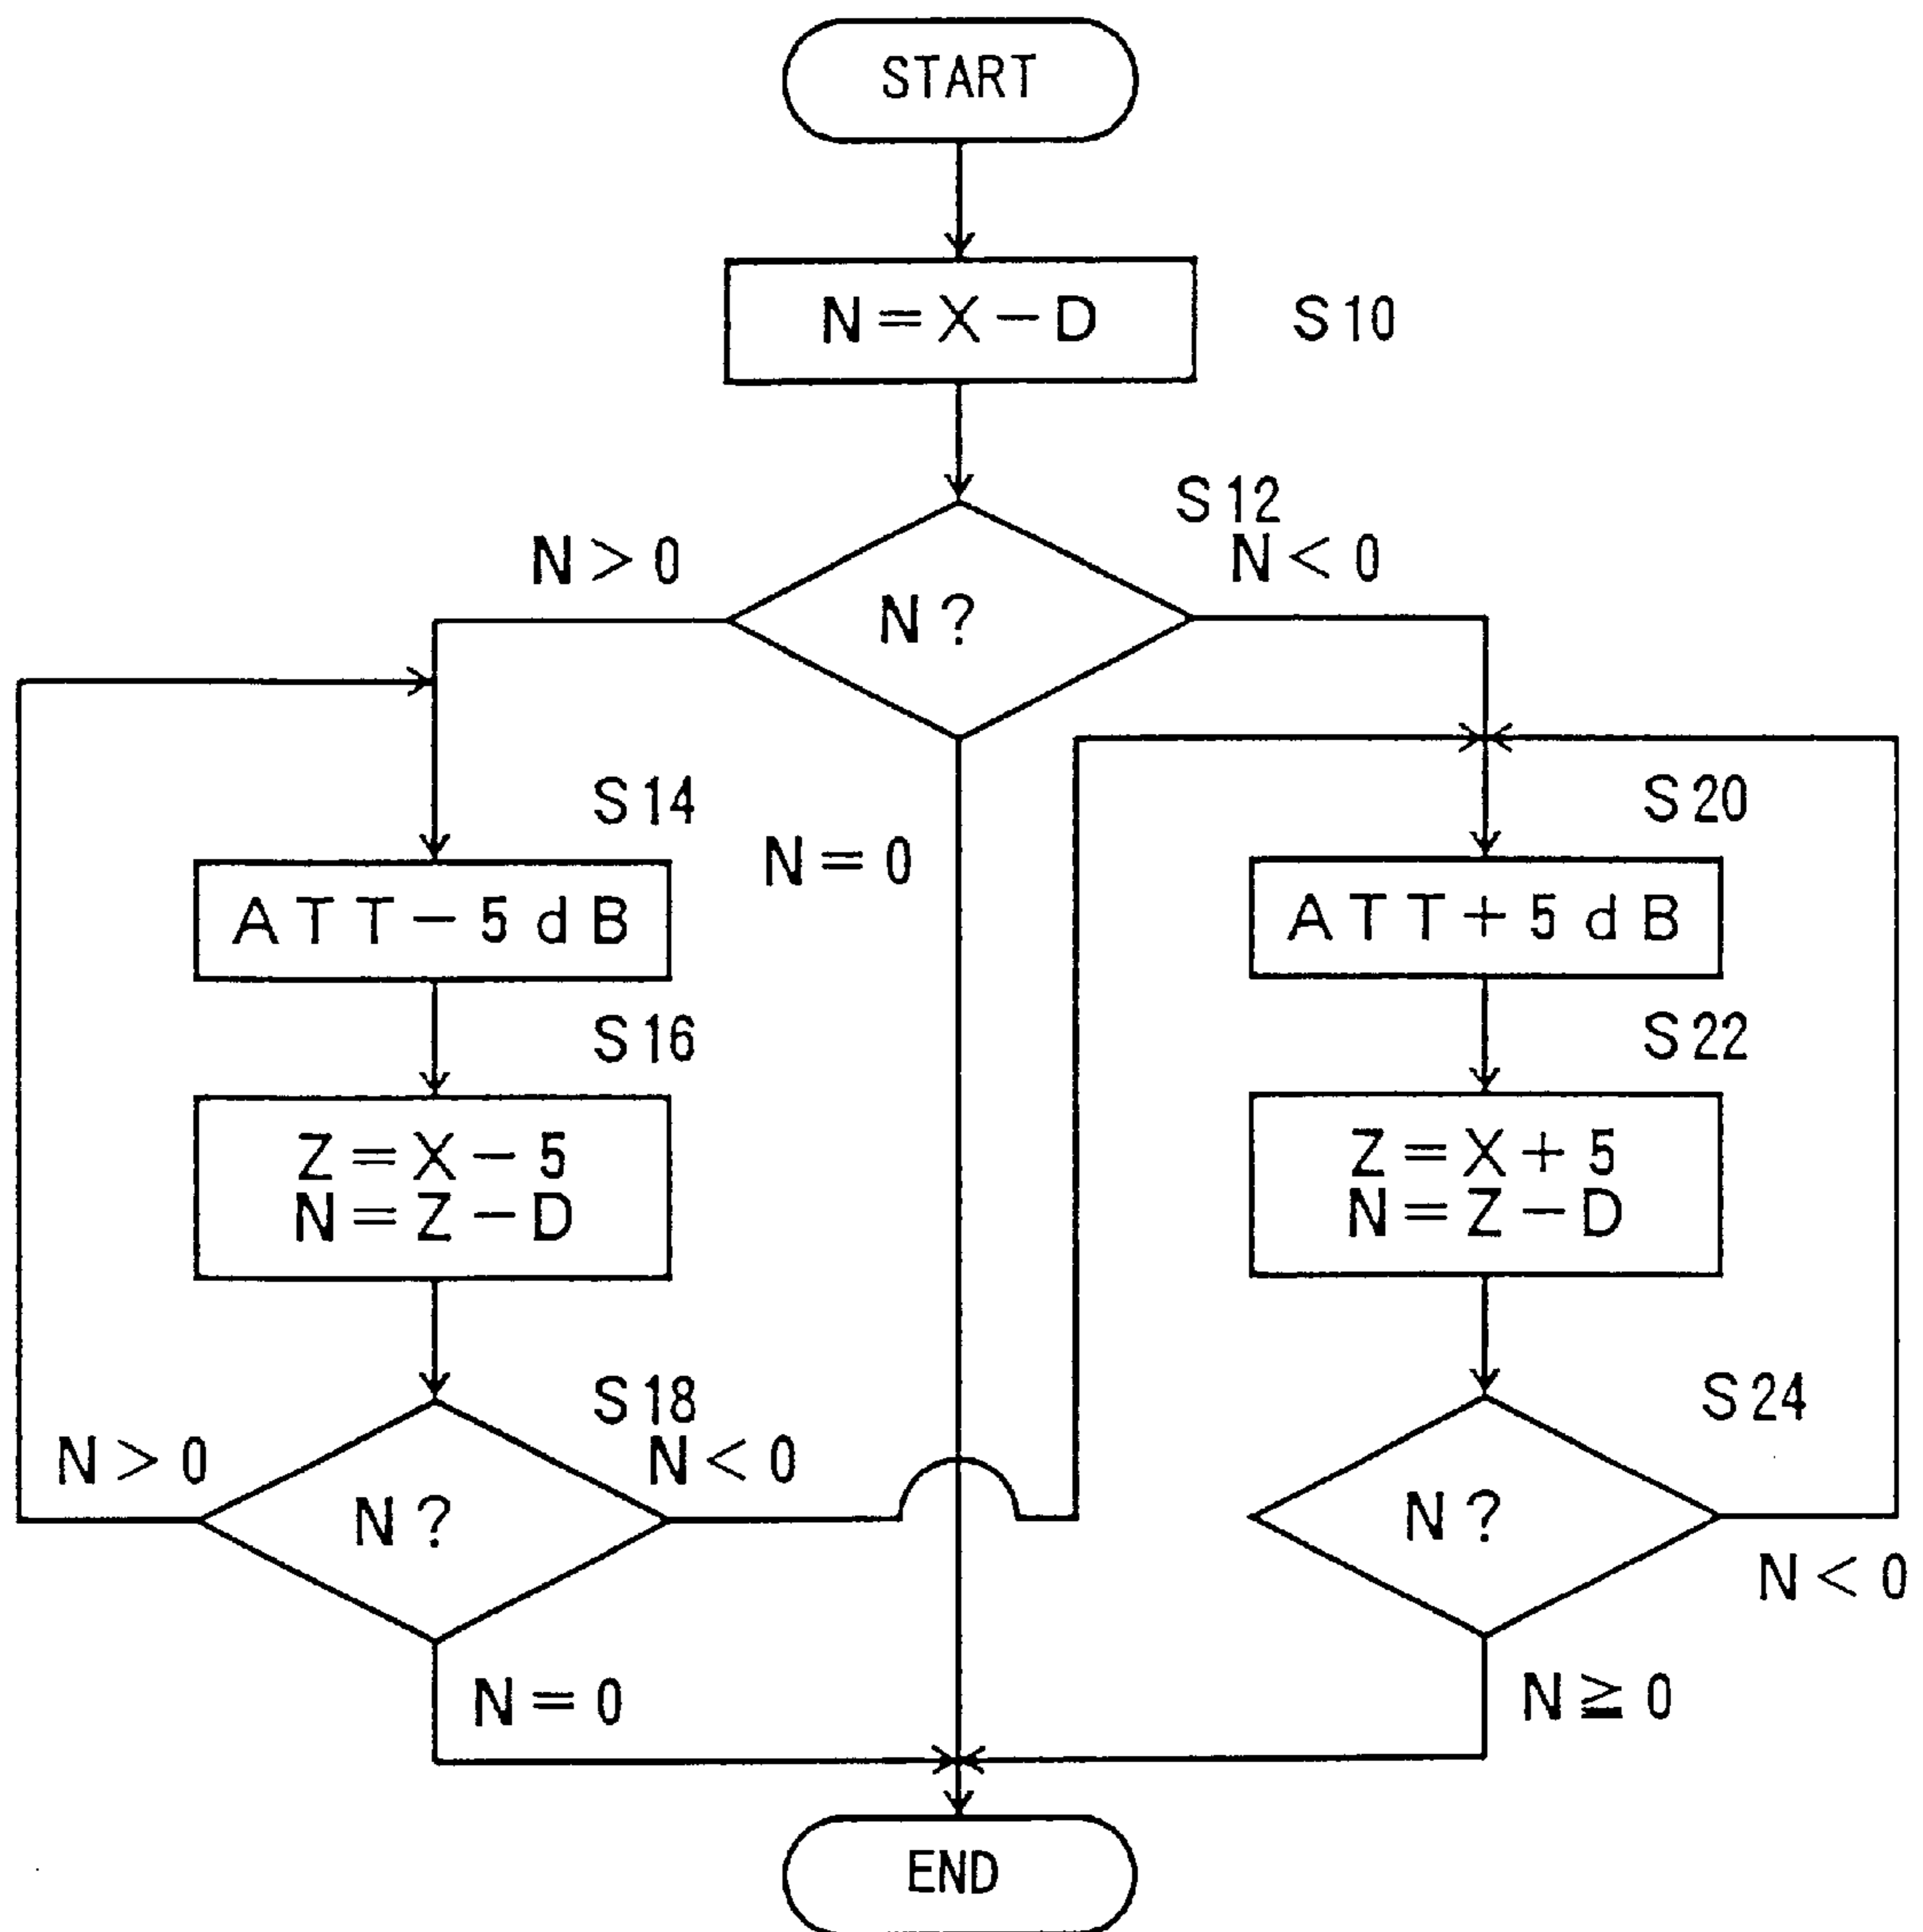 START
N=X-D
S10
S12
N>0
N<0
N?
S14
S20
N=0
ATT-5dB
ATT+5dB
S16
S22
Z=X-5
N=Z-D
Z=X+5
N=Z-D
S18
S24
N>0
N<0
N?
N?
N<0
N=0
N≧0
END